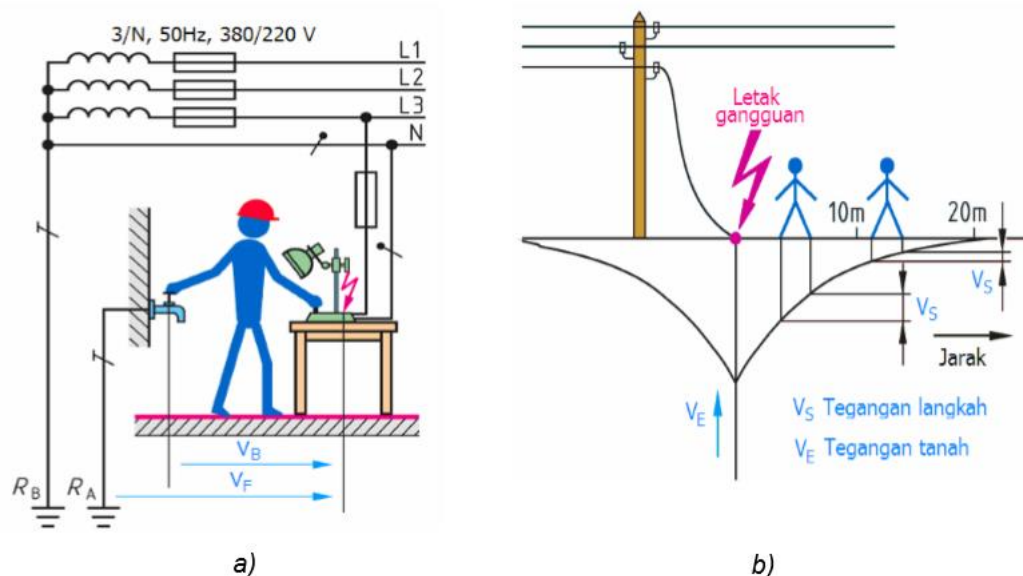 3/N, 50Hz, 380/220 V
L1
L2
L3
N
V_B
V_F
R_B
R_A
a)
Letak
gangguan
10m
20m
V_S
V_S
Jarak
V_E
V_S Tegangan langkah
V_E Tegangan tanah
b)